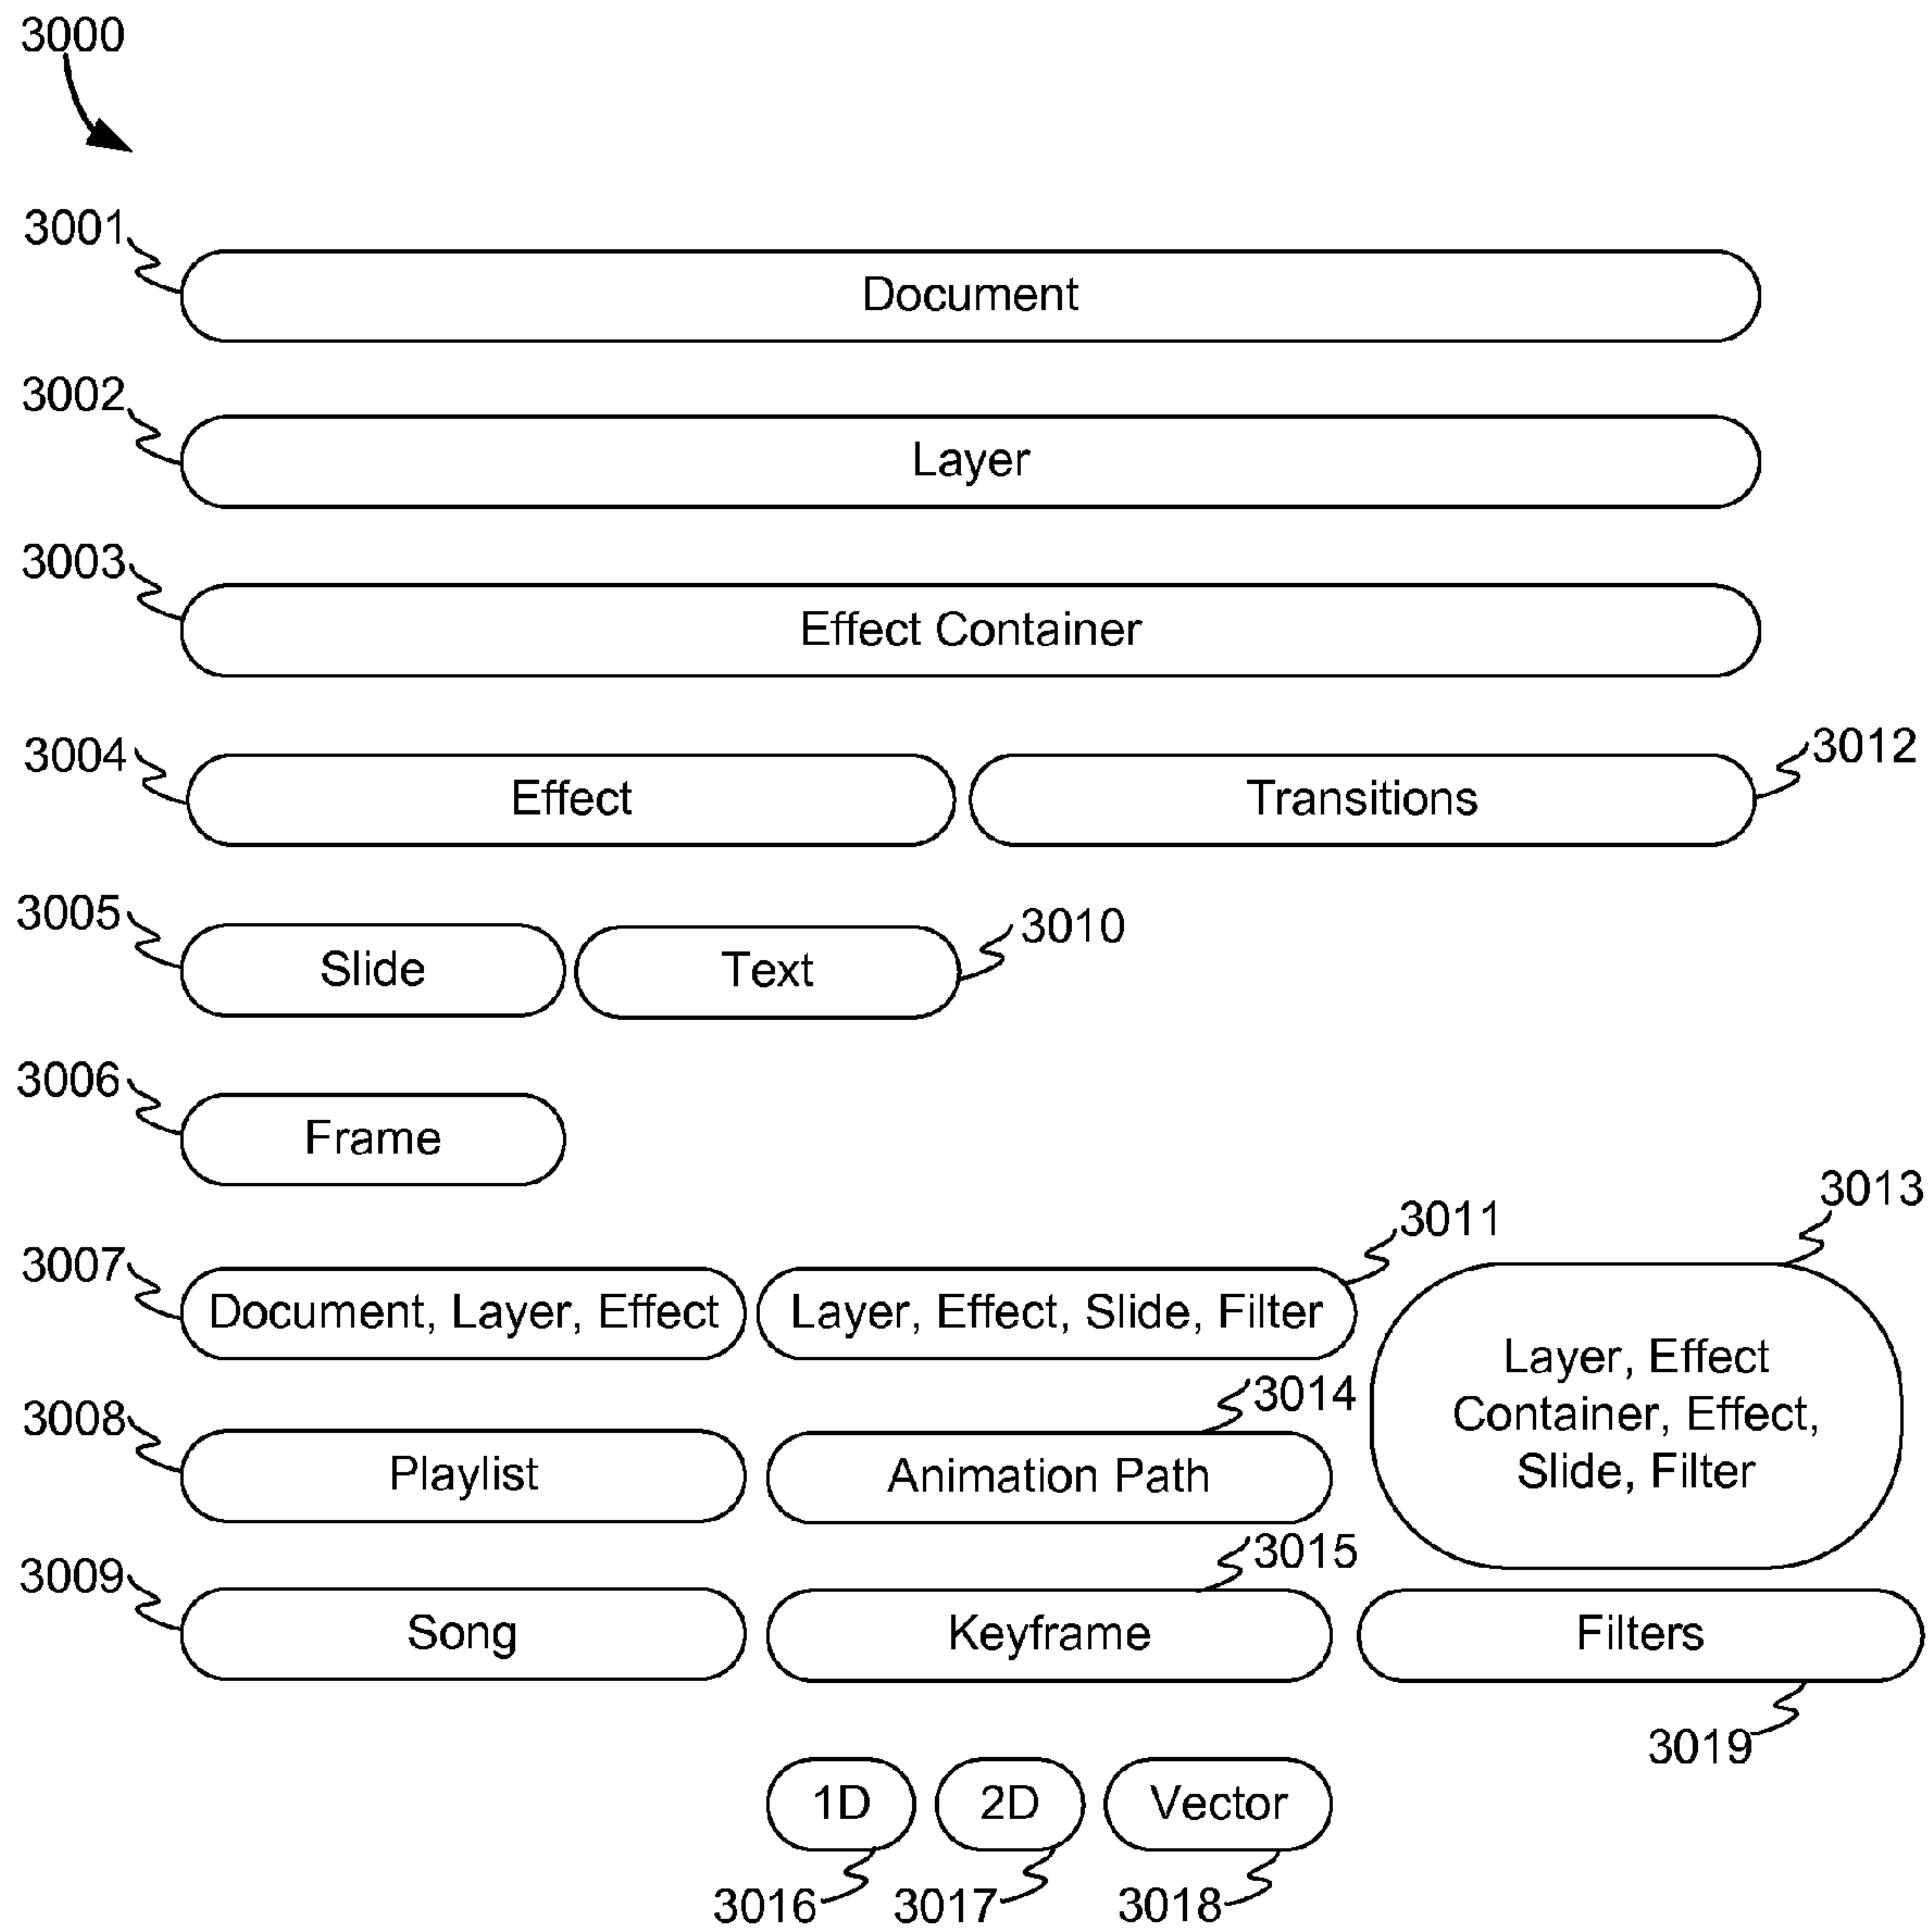 3000
3001
Document
3002
Layer
3003
Effect Container
3004
Effect
Transitions
3012
3005
Slide
Text
3010
3006
Frame
3013
3011
3007
Document, Layer, Effect
Layer, Effect, Slide, Filter
Layer, Effect
Container, Effect,
Slide, Filter
3014
3008
Playlist
Animation Path
3015
3009
Song
Keyframe
Filters
3019
1D
2D
Vector
3016
3017
3018